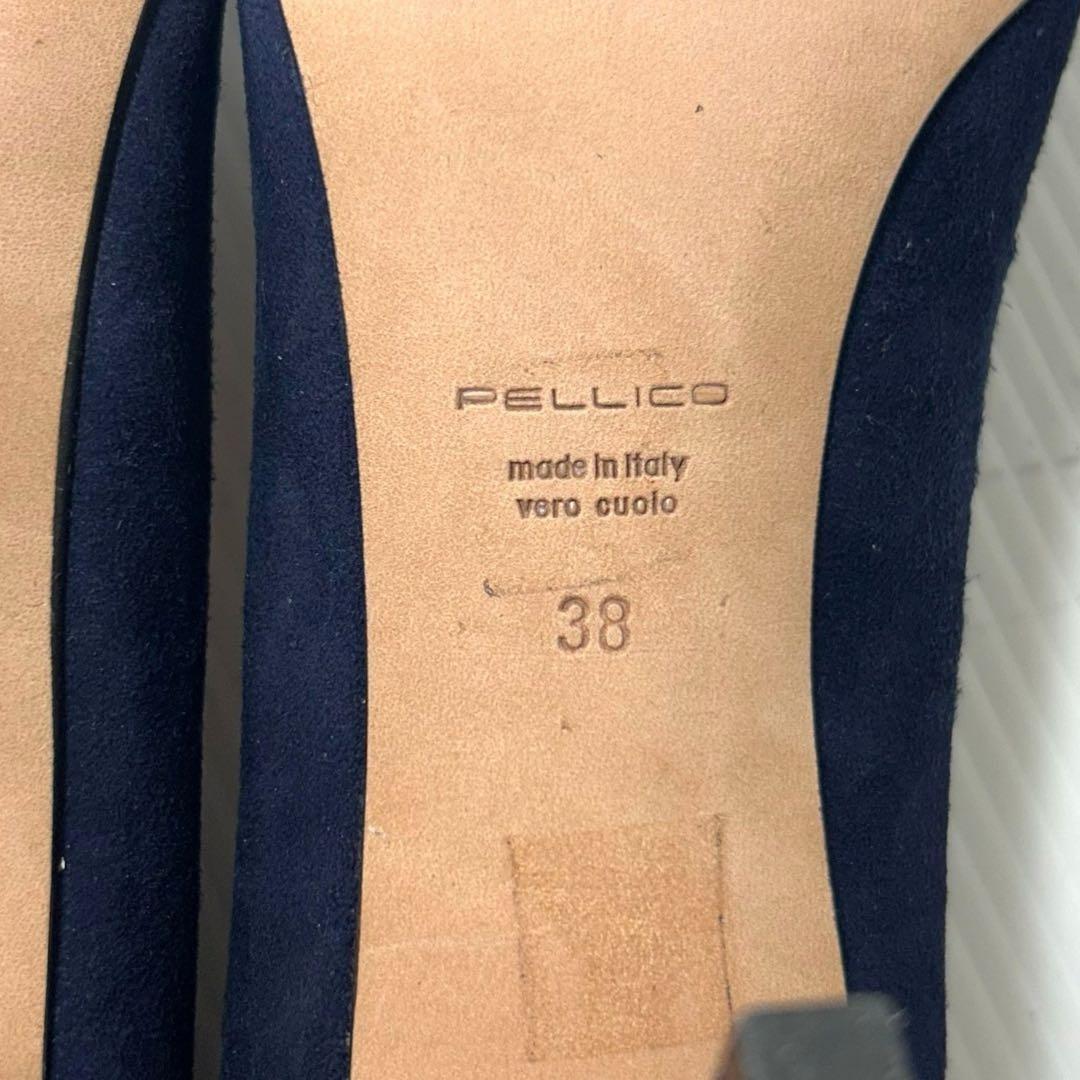 PELLICO
made in Italy
vero cuoio
38